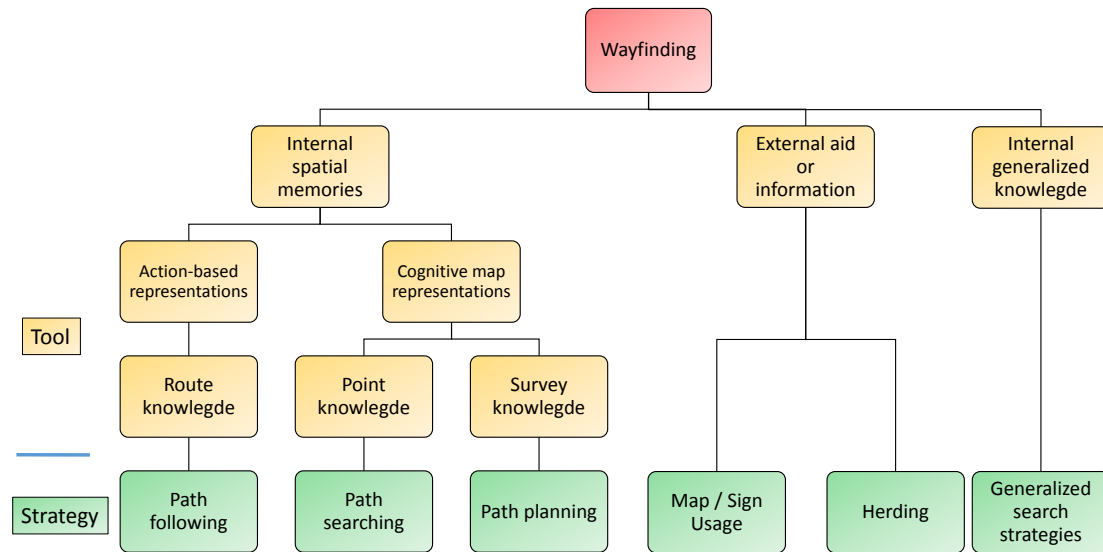 Wayfinding
Internal
spatial
memories
External aid
or
information
Internal
generalized
knowlegde
Action-based
representations
Cognitive map
representations
Tool
Route
knowlegde
Point
knowlegde
Survey
knowlegde
Strategy
Path
following
Path
searching
Path planning
Map / Sign
Usage
Herding
Generalized
search
strategies